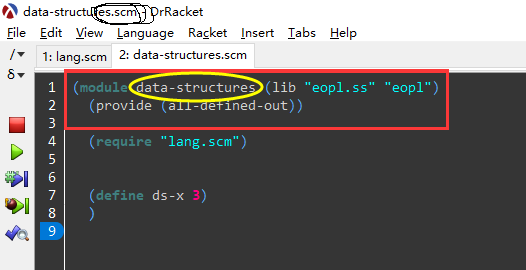 data-structures.scm - DrRacket
File Edit View Language Racket Insert Tabs Help
1: lang.scm 2: data-structures.scm
1 (module data-structures (lib "eopl.ss" "eopl")
2 (provide (all-defined-out))
3
4 (require "lang.scm")
5
6
7 (define ds-x 3)
8 )
9